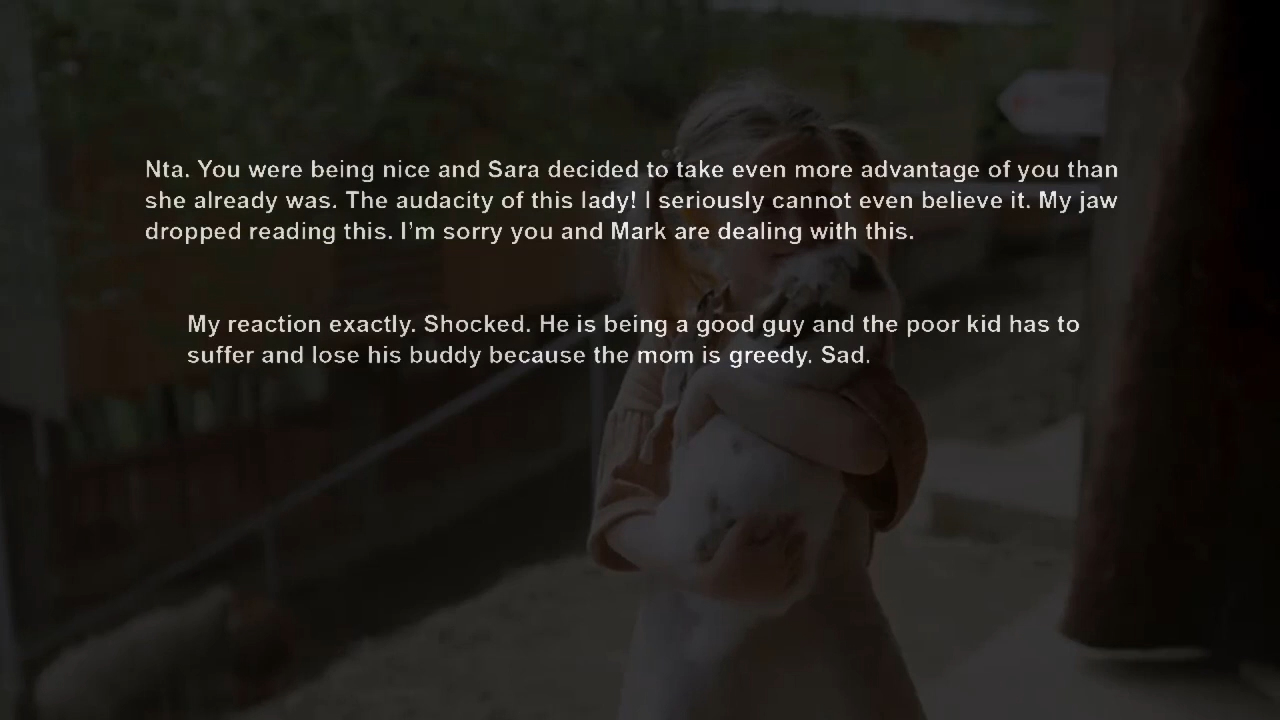 Nta. You were being nice and Sara decided to take even more advantage of you than
she already was. The audacity of this lady! I seriously cannot even believe it. My jaw
dropped reading this. I'm sorry you and Mark are dealing with this.
My reaction exactly. Shocked. He is being a good guy and the poor kid has to
suffer and lose his buddy because the mom is greedy. Sad.